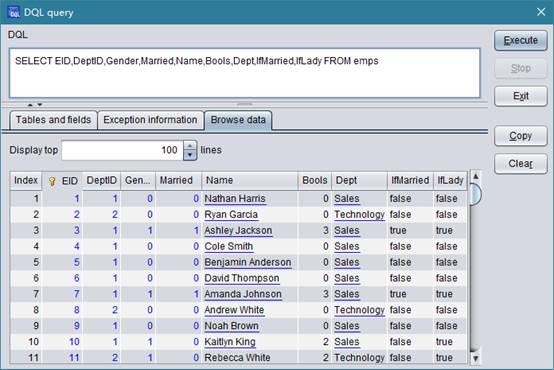 DQL query
DQL
SELECT EID,DeptID,Gender,Married,Name,Bools,Dept,IfMarried,IfLady FROM emps
Execute
Stop
Exit
Copy
Clear
Tables and fields Exception information Browse data
Display top 100 lines
Index EID DeptID Gen... Married Name Bools Dept IfMarried IfLady
1 1 1 0 0 Nathan Harris 0 Sales false false
2 2 2 0 0 Ryan Garcia 0 Technology false false
3 3 1 1 1 Ashley Jackson 3 Sales true true
4 4 1 0 0 Cole Smith 0 Sales false false
5 5 1 0 0 Benjamin Anderson 0 Sales false false
6 6 1 0 0 David Thompson 0 Sales false false
7 7 1 1 1 Amanda Johnson 3 Sales true true
8 8 2 0 0 Andrew White 0 Technology false false
9 9 1 0 0 Noah Brown 0 Sales false false
10 10 1 1 0 Kaitlyn King 2 Sales false true
11 11 2 1 0 Rebecca White 2 Technology false true